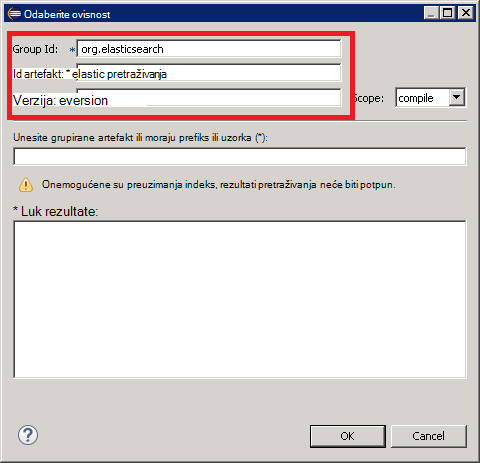 Odaberite ovisnost
Group Id: * org.elasticsearch
Id artefakt: * elastic pretraživanja
Verzija: eversion
Scope: compile
Unesite grupirane artefakt ili moraju prefiks ili uzorka (*):
Onemogućene su preuzimanja indeks, rezultati pretraživanja neće biti potpun.
* Luk rezultate:
OK Cancel